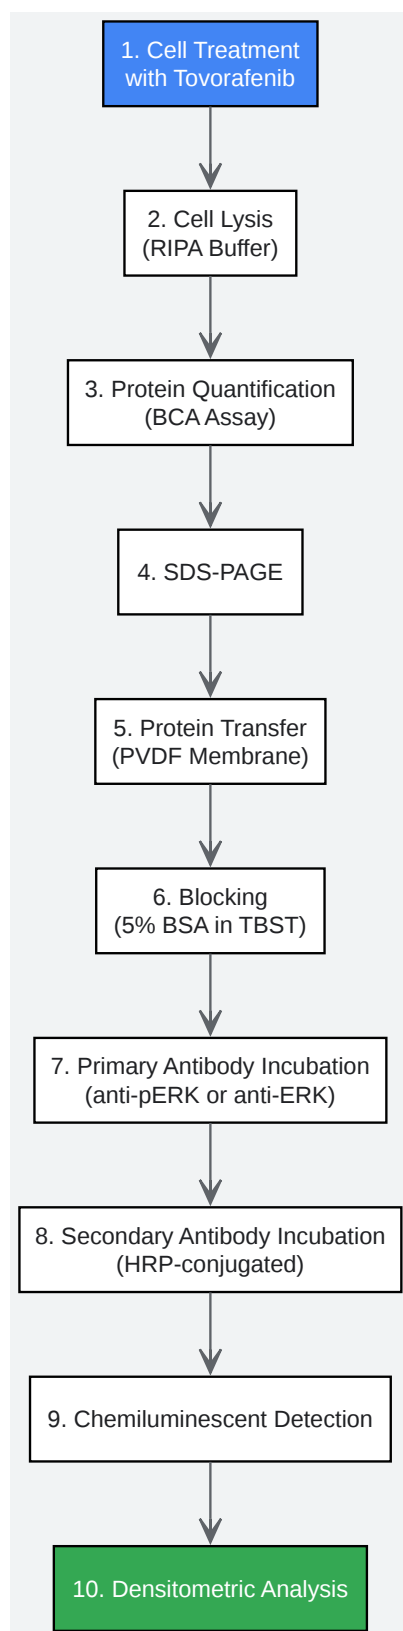 1. Cell Treatment
with Tovorafenib
2. Cell Lysis
(RIPA Buffer)
3. Protein Quantification
(BCA Assay)
4. SDS-PAGE
5. Protein Transfer
(PVDF Membrane)
6. Blocking
(5% BSA in TBST)
7. Primary Antibody Incubation
(anti-pERK or anti-ERK)
8. Secondary Antibody Incubation
(HRP-conjugated)
9. Chemiluminescent Detection
10. Densitometric Analysis